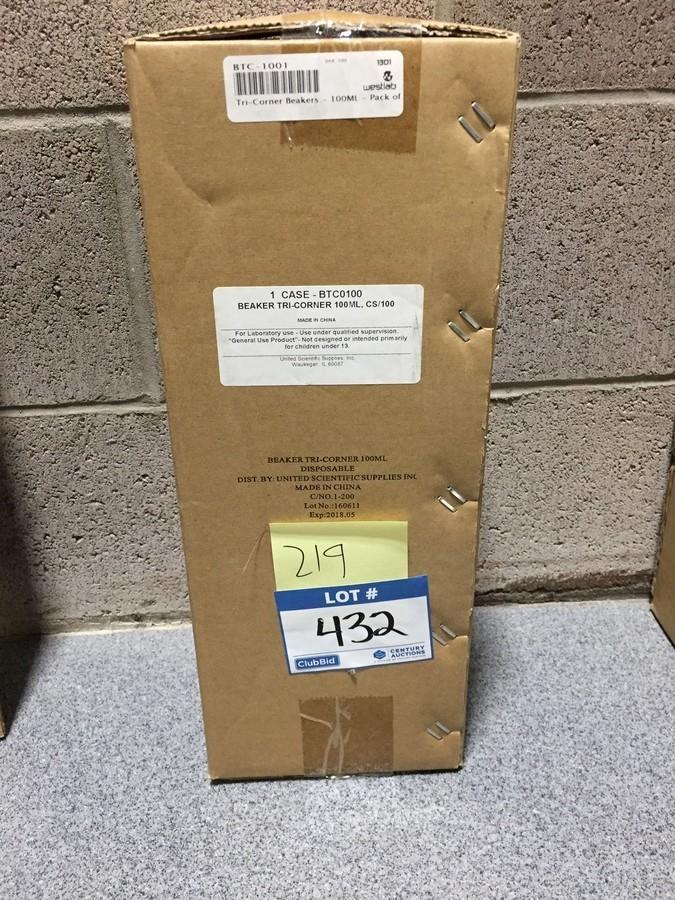 BTC-1001
1301
westlab
Tri-Corner Beakers - 100ML - Pack of
1 CASE - BTC0100
BEAKER TRI-CORNER 100ML, CS/100
MADE IN CHINA
For Laboratory use - Use under qualified supervision.
"General Use Product"- Not designed or intended primarily
for children under 13.
United Scientific Supplies, Inc.
Waukegan, IL 60087
BEAKER TRI-CORNER 100ML
DISPOSABLE
DIST. BY: UNITED SCIENTIFIC SUPPLIES INC
MADE IN CHINA
C/NO.1-200
Lot No.:160611
Exp:2018.05
219
LOT #
432
ClubBid
CENTURY
AUCTIONS